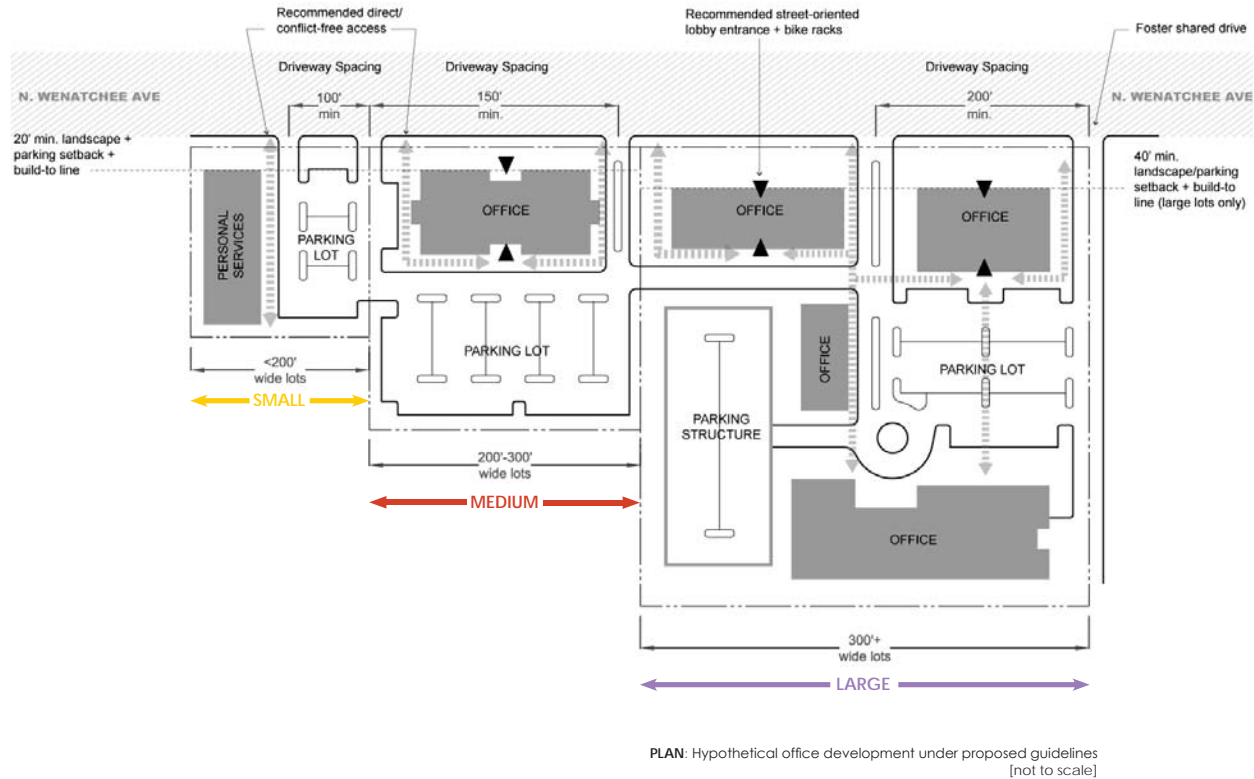 Recommended direct/
conflict-free access
Recommended street-oriented
lobby entrance + bike racks
Foster shared drive
Driveway Spacing
Driveway Spacing
Driveway Spacing
N. WENATCHEE AVE
N. WENATCHEE AVE
100'
min
150'
min.
200'
min.
20' min. landscape +
parking setback +
build-to line
40' min.
landscape/parking
setback + build-to
line (large lots only)
PERSONAL
SERVICES
PARKING
LOT
OFFICE
OFFICE
OFFICE
PARKING LOT
OFFICE
PARKING LOT
PARKING
STRUCTURE
<200'
wide lots
SMALL
200'-300'
wide lots
MEDIUM
OFFICE
300'+
wide lots
LARGE
PLAN: Hypothetical office development under proposed guidelines
[not to scale]